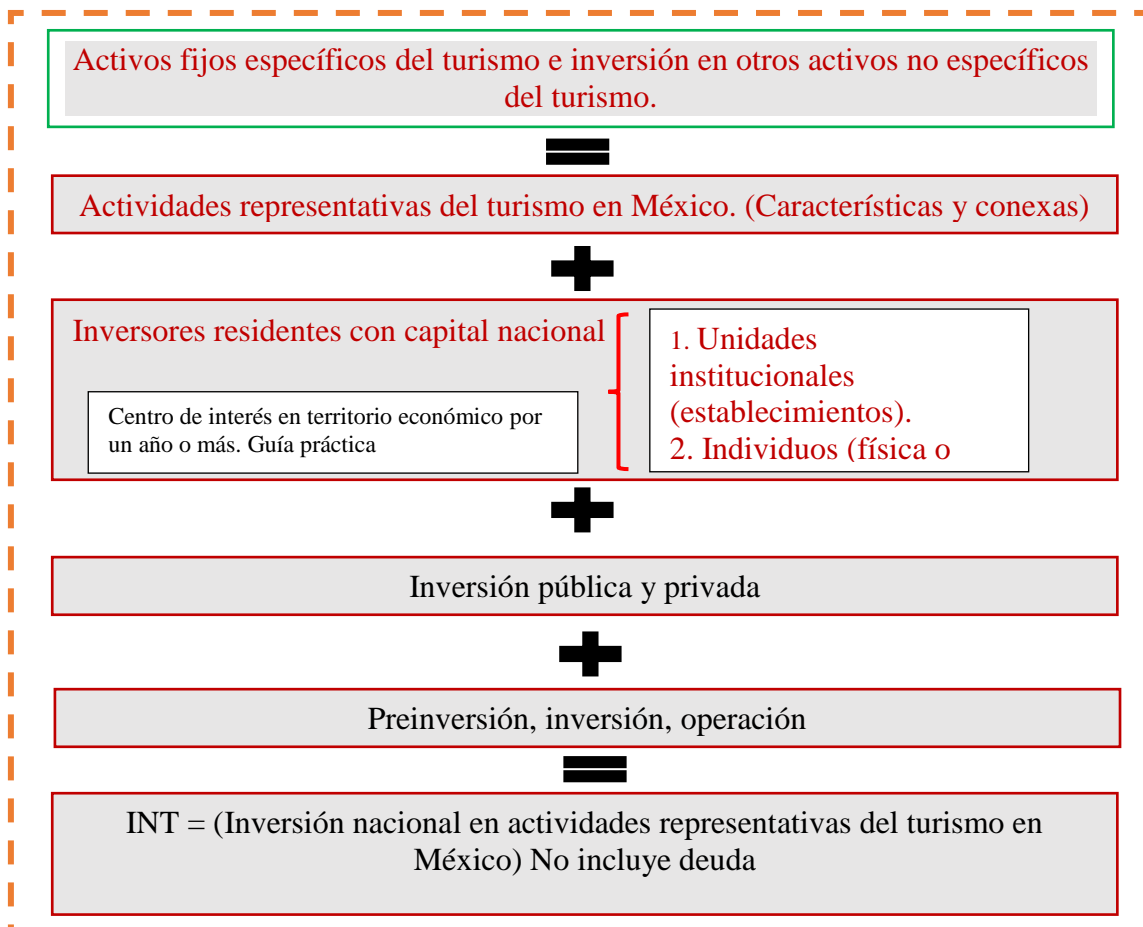 Activos fijos específicos del turismo e inversión en otros activos no específicos
del turismo.
Actividades representativas del turismo en México. (Características y conexas)
Inversores residentes con capital nacional
Centro de interés en territorio económico por
un año o más. Guía práctica
1. Unidades
institucionales
(establecimientos).
2. Individuos (física o
Inversión pública y privada
Preinversión, inversión, operación
INT = (Inversión nacional en actividades representativas del turismo en
México) No incluye deuda